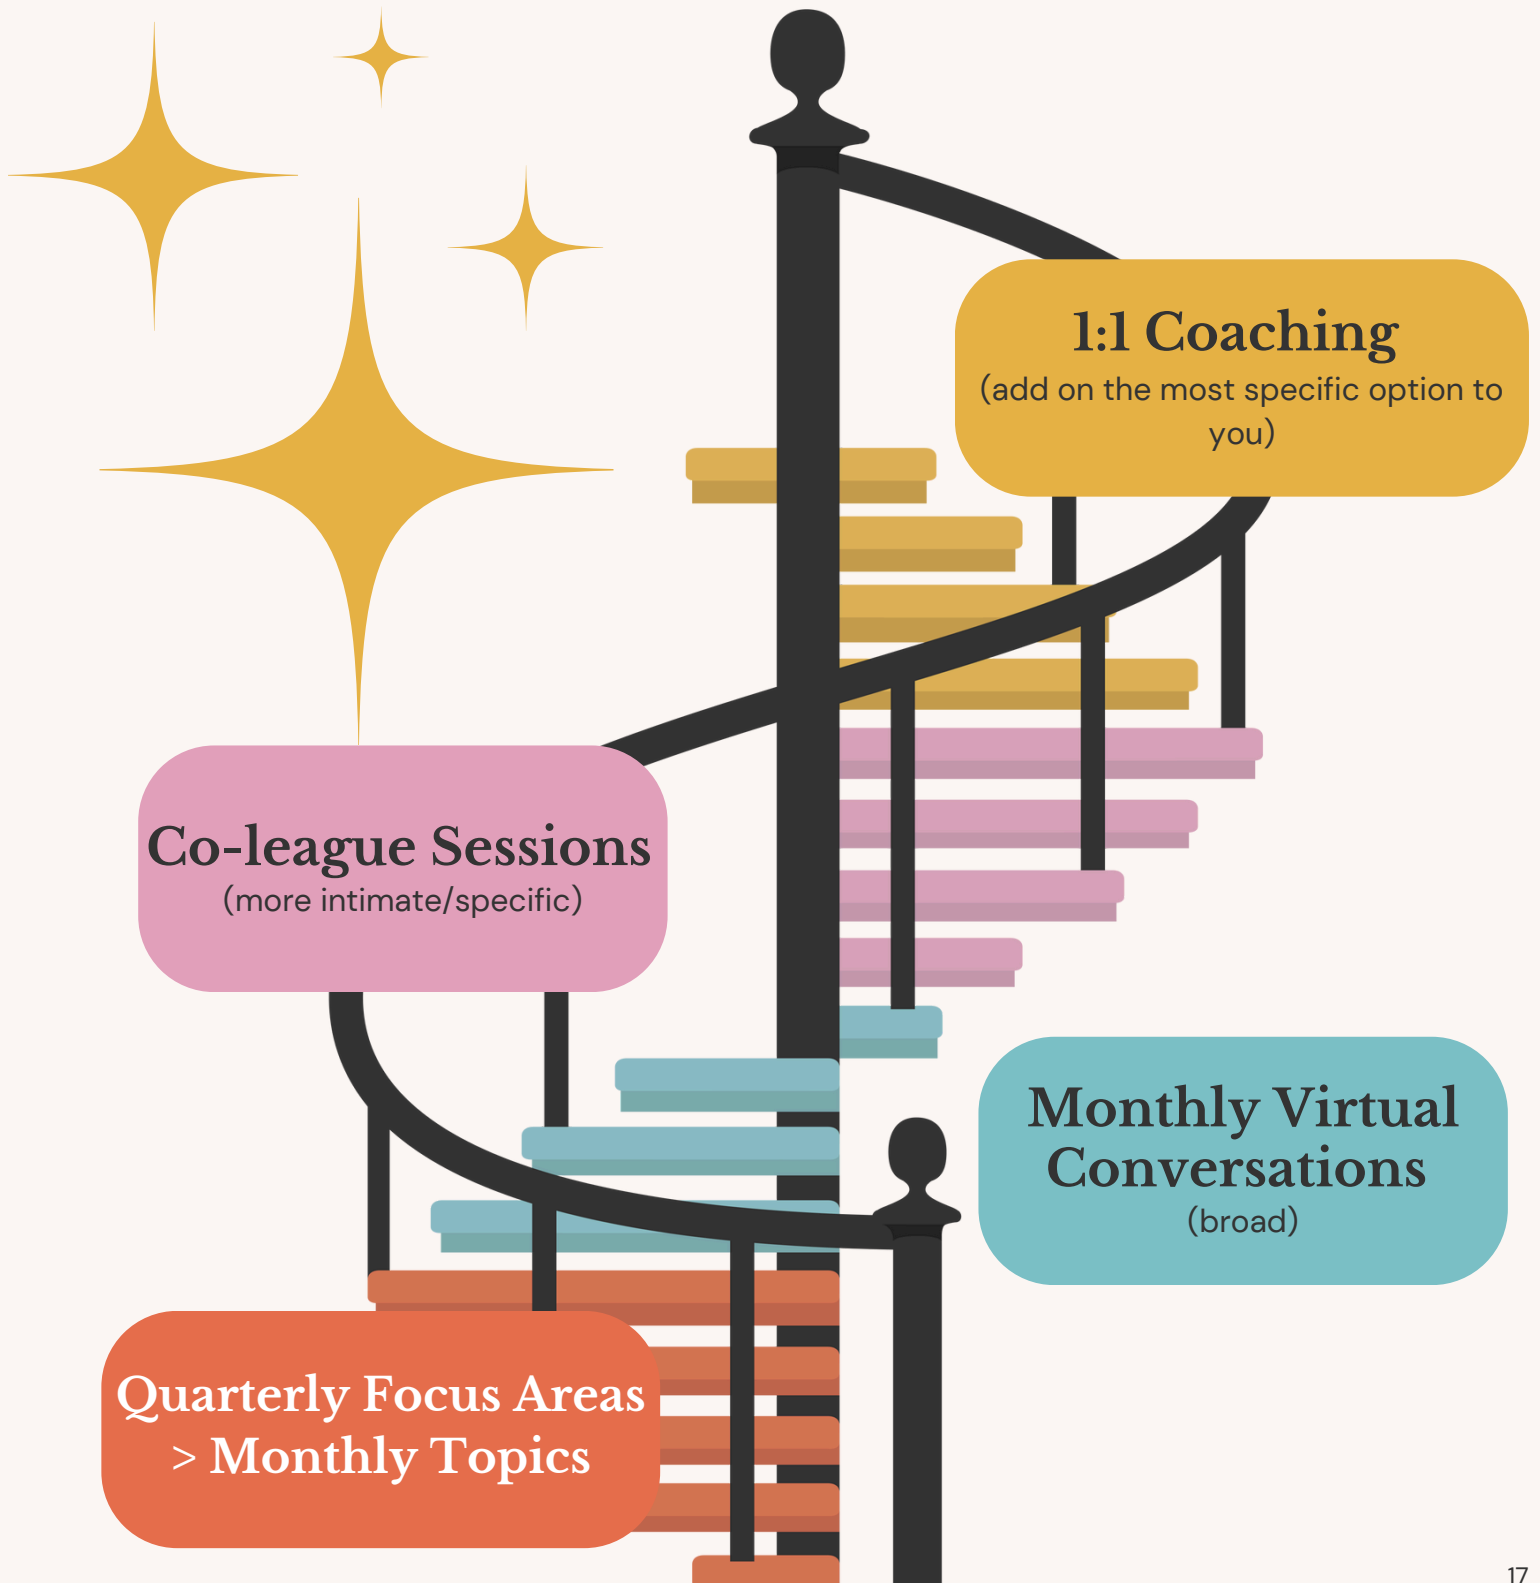 1:1 Coaching
(add on the most specific option to
you)
Co-league Sessions
(more intimate/specific)
Monthly Virtual
Conversations
(broad)
Quarterly Focus Areas
> Monthly Topics
17